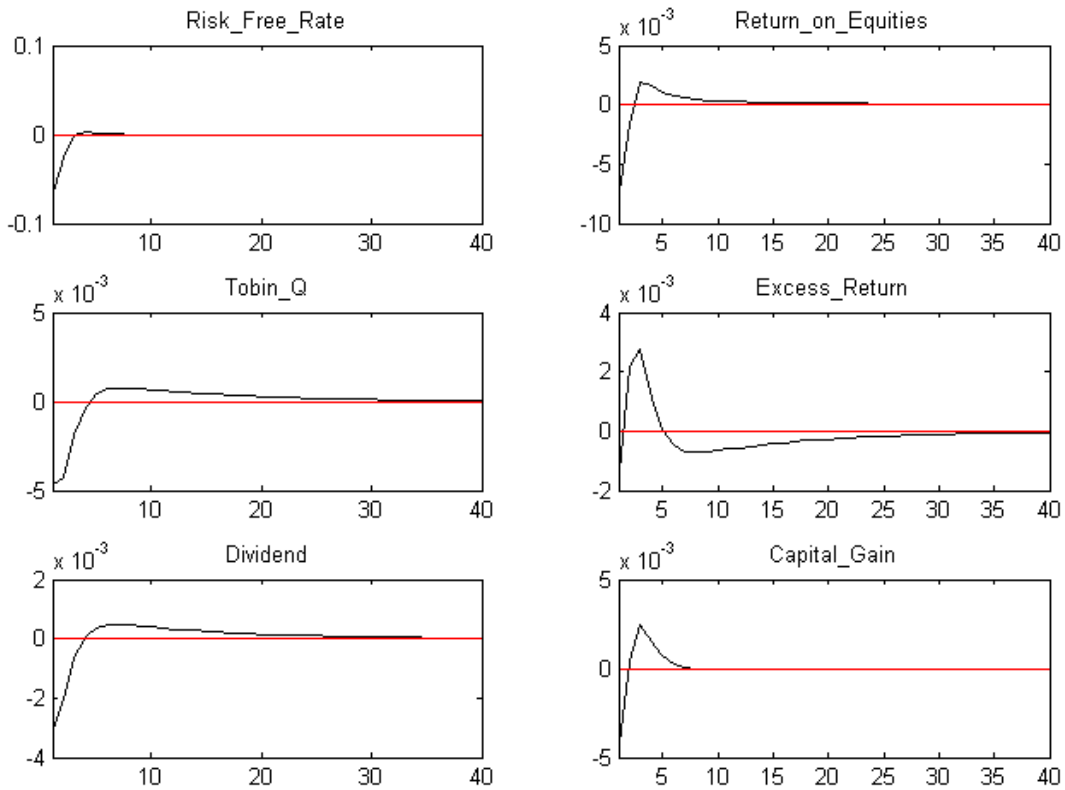 Risk_Free_Rate
0.1
0
-0.1
10 20 30 40
Return_on_Equities
x 10^-3
5
0
-5
-10
5 10 15 20 25 30 35 40
Tobin_Q
x 10^-3
5
0
-5
10 20 30 40
Excess_Return
x 10^-3
4
2
0
-2
5 10 15 20 25 30 35 40
Dividend
x 10^-3
2
0
-2
-4
10 20 30 40
Capital_Gain
x 10^-3
5
0
-5
5 10 15 20 25 30 35 40